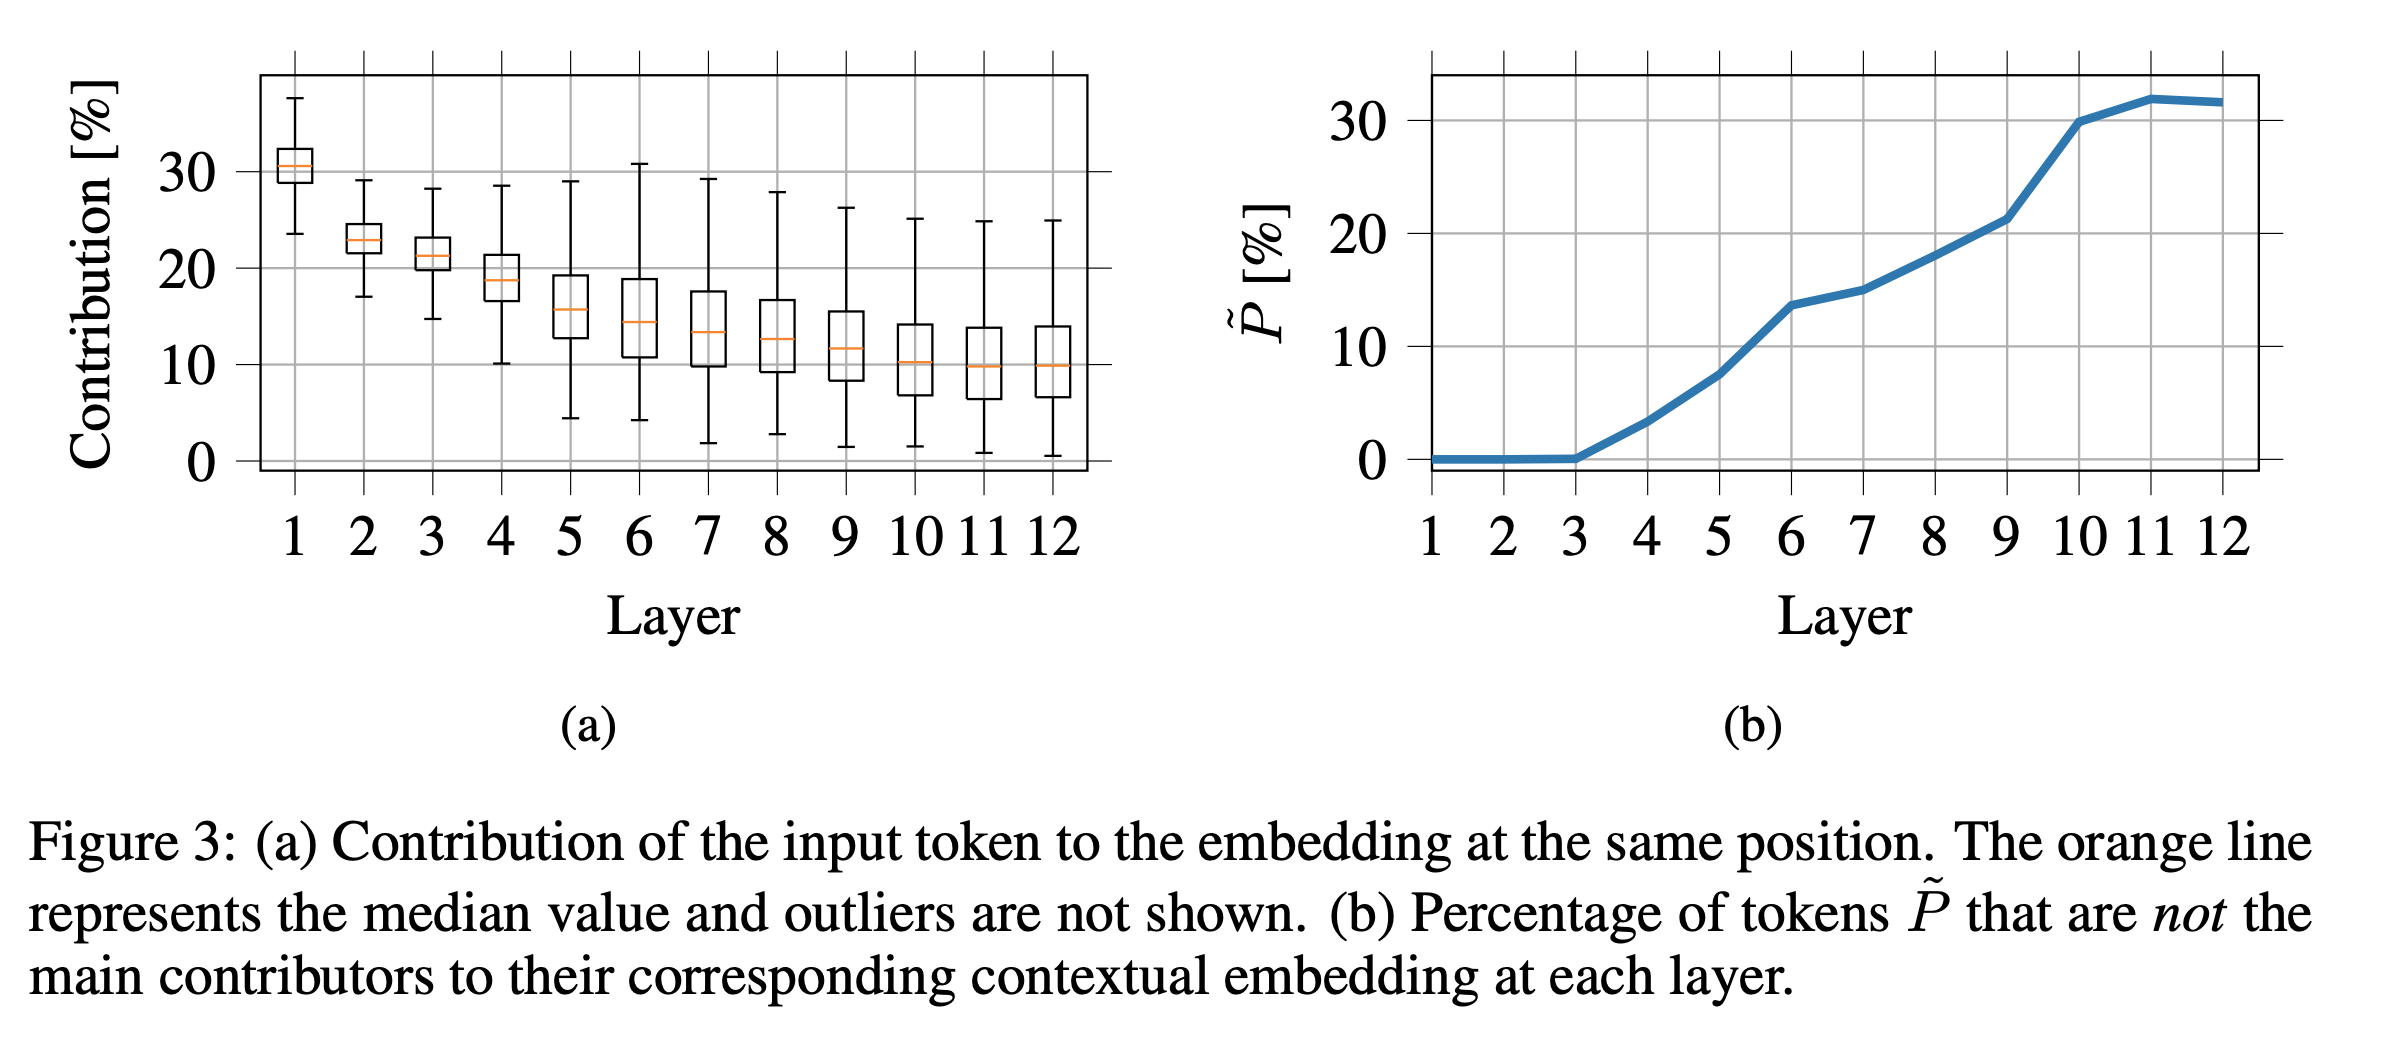 Contribution [%]
30
20
10
0
1 2 3 4 5 6 7 8 9 10 11 12
Layer
(a)
P̃ [%]
30
20
10
0
1 2 3 4 5 6 7 8 9 10 11 12
Layer
(b)
Figure 3: (a) Contribution of the input token to the embedding at the same position. The orange line
represents the median value and outliers are not shown. (b) Percentage of tokens P̃ that are not the
main contributors to their corresponding contextual embedding at each layer.